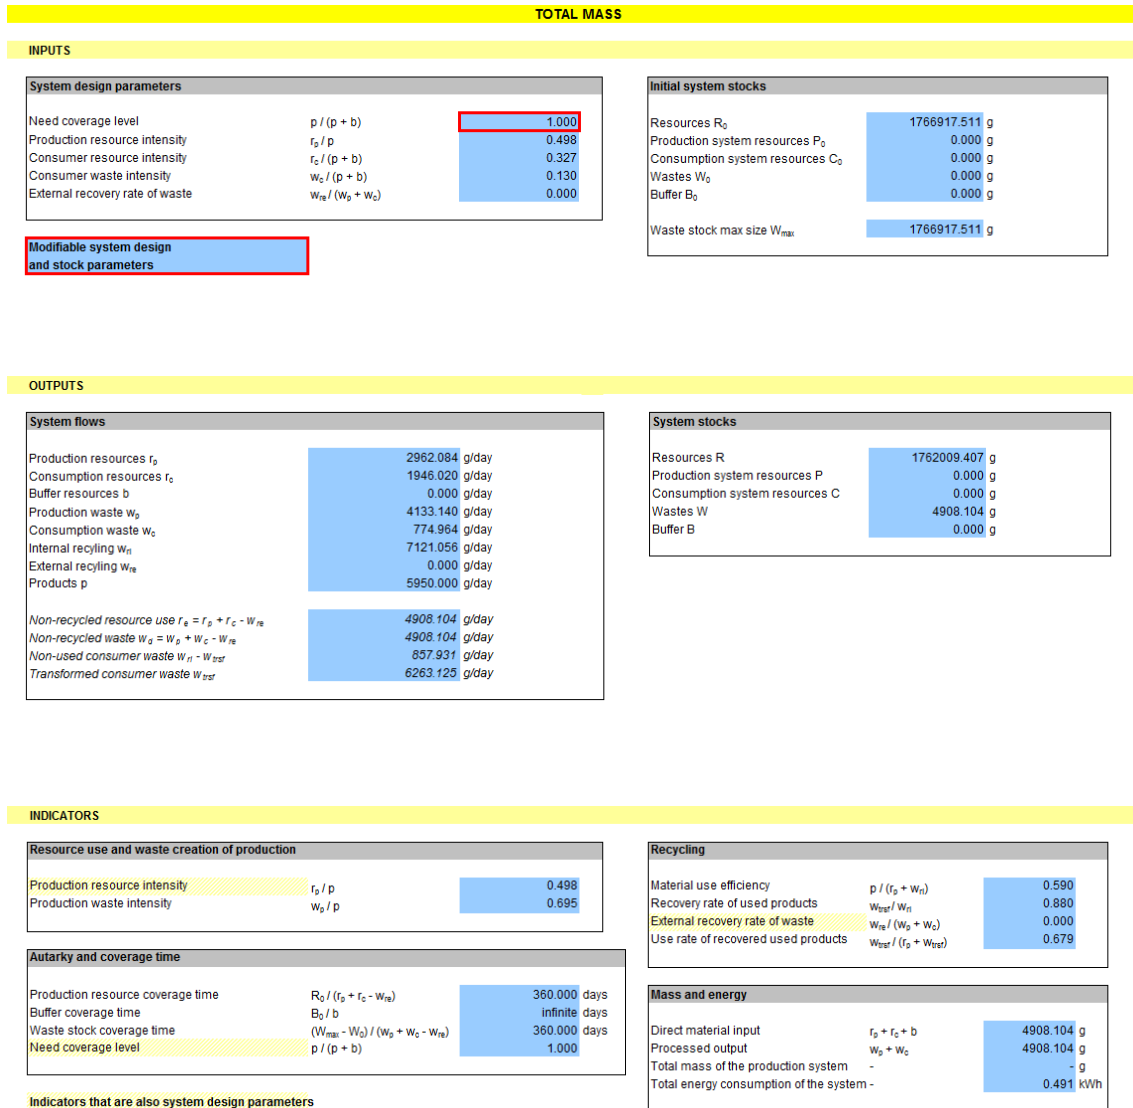 TOTAL MASS
INPUTS
System design parameters
Need coverage level p / (p + b) 1.000
Production resource intensity rₚ / p 0.498
Consumer resource intensity r꜀ / (p + b) 0.327
Consumer waste intensity w꜀ / (p + b) 0.130
External recovery rate of waste wᵣₑ / (wₚ + w꜀) 0.000
Modifiable system design
and stock parameters
Initial system stocks
Resources R₀ 1766917.511 g
Production system resources P₀ 0.000 g
Consumption system resources C₀ 0.000 g
Wastes W₀ 0.000 g
Buffer B₀ 0.000 g
Waste stock max size Wmax 1766917.511 g
OUTPUTS
System flows
Production resources rₚ 2962.084 g/day
Consumption resources r꜀ 1946.020 g/day
Buffer resources b 0.000 g/day
Production waste wₚ 4133.140 g/day
Consumption waste w꜀ 774.964 g/day
Internal recyling wri 7121.056 g/day
External recyling wre 0.000 g/day
Products p 5950.000 g/day
Non-recycled resource use rₑ = rₚ + r꜀ - wre 4908.104 g/day
Non-recycled waste wd = wₚ + w꜀ - wre 4908.104 g/day
Non-used consumer waste wri - wtrsf 857.931 g/day
Transformed consumer waste wtrsf 6263.125 g/day
System stocks
Resources R 1762009.407 g
Production system resources P 0.000 g
Consumption system resources C 0.000 g
Wastes W 4908.104 g
Buffer B 0.000 g
INDICATORS
Resource use and waste creation of production
Production resource intensity rₚ / p 0.498
Production waste intensity wₚ / p 0.695
Autarky and coverage time
Production resource coverage time R₀ / (rₚ + r꜀ - wre) 360.000 days
Buffer coverage time B₀ / b infinite days
Waste stock coverage time (Wmax - W₀) / (wₚ + w꜀ - wre) 360.000 days
Need coverage level p / (p + b) 1.000
Indicators that are also system design parameters
Recycling
Material use efficiency p / (rₚ + wri) 0.590
Recovery rate of used products wtrsf / wri 0.880
External recovery rate of waste wre / (wₚ + w꜀) 0.000
Use rate of recovered used products wtrsf / (rₚ + wtrsf) 0.679
Mass and energy
Direct material input rₚ + r꜀ + b 4908.104 g
Processed output wₚ + w꜀ 4908.104 g
Total mass of the production system - - g
Total energy consumption of the system - 0.491 kWh